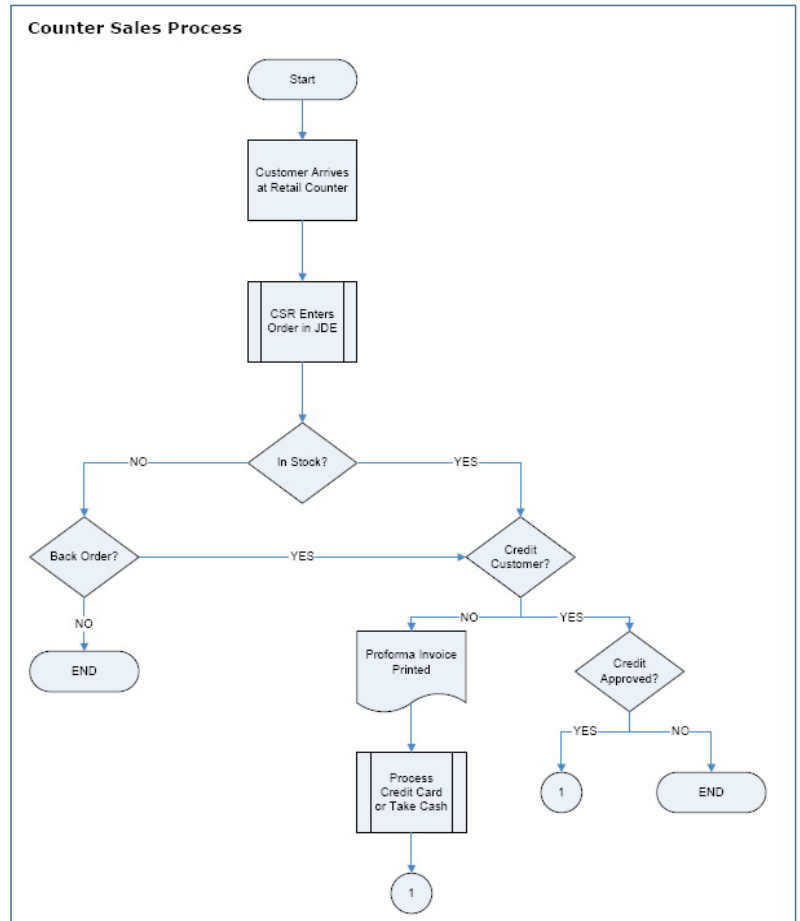 Counter Sales Process
Start
Customer Arrives
at Retail Counter
CSR Enters
Order in JDE
In Stock?
NO
YES
Back Order?
YES
Credit
Customer?
NO
NO
YES
END
Proforma Invoice
Printed
Credit
Approved?
YES
NO
Process
Credit Card
or Take Cash
1
END
1